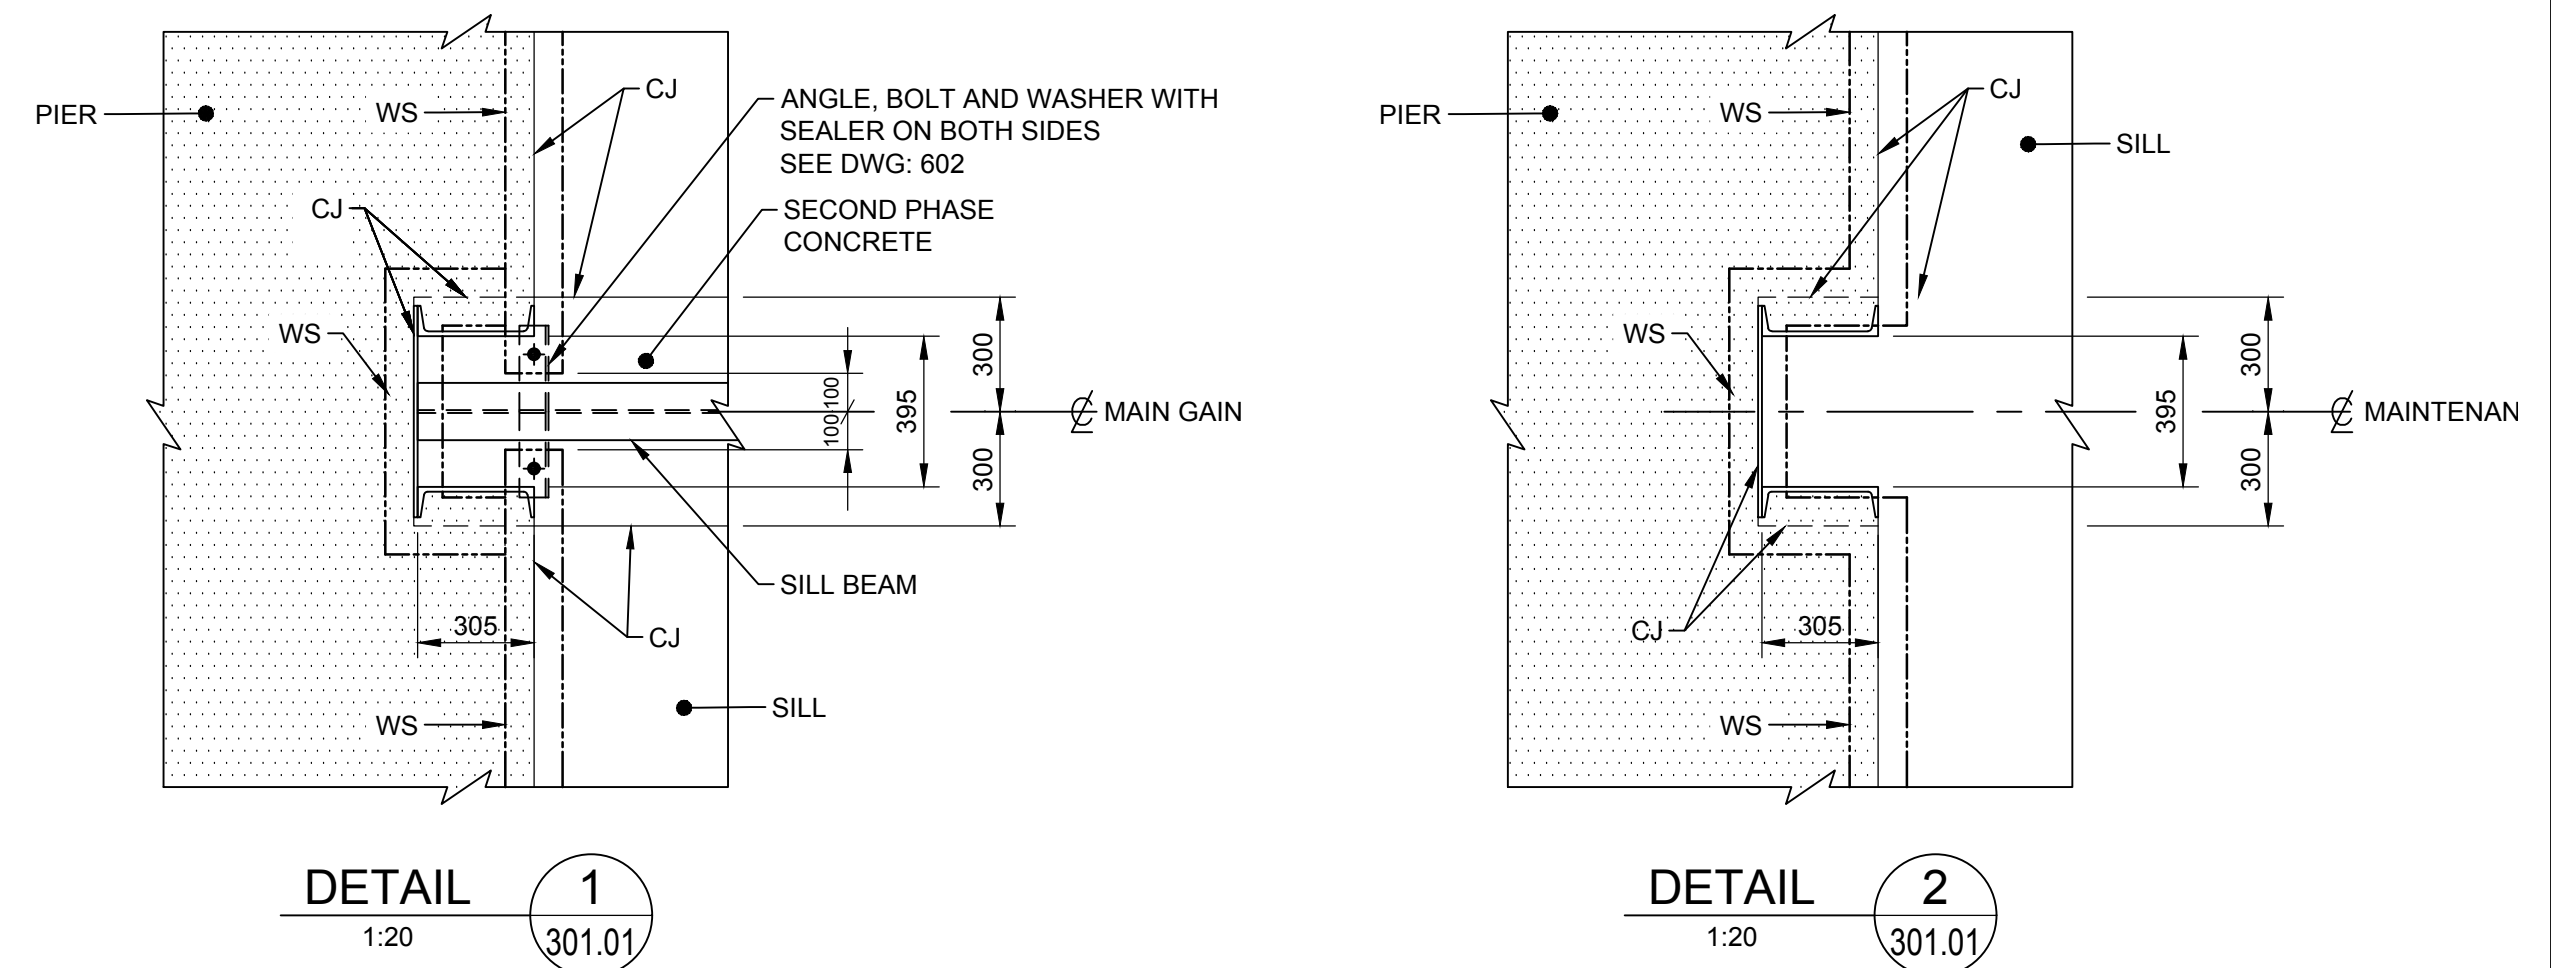 PIER
WS
CJ
ANGLE, BOLT AND WASHER WITH
SEALER ON BOTH SIDES
SEE DWG: 602
CJ
SECOND PHASE
CONCRETE
WS
300
100
100
395
300
℄ MAIN GAIN
SILL BEAM
305
CJ
SILL
WS
DETAIL 1
1:20
301.01
PIER
WS
CJ
SILL
WS
300
395
300
℄ MAINTENAN
CJ
305
WS
DETAIL 2
1:20
301.01